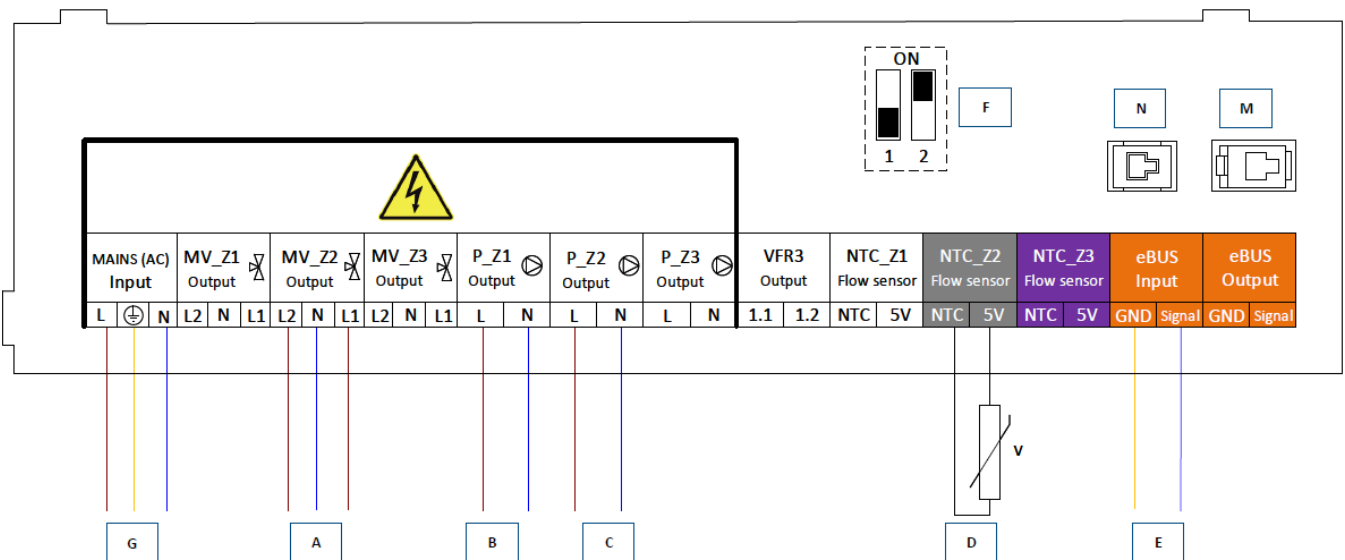 ON
1 2
F
N
M
MAINS (AC)
Input
MV_Z1
Output
MV_Z2
Output
MV_Z3
Output
P_Z1
Output
P_Z2
Output
P_Z3
Output
VFR3
Output
NTC_Z1
Flow sensor
NTC_Z2
Flow sensor
NTC_Z3
Flow sensor
eBUS
Input
eBUS
Output
L N L2 N L1 L2 N L1 L2 N L1 L N L N L N 1.1 1.2 NTC 5V NTC 5V NTC 5V GND Signal GND Signal
V
G A B C D E